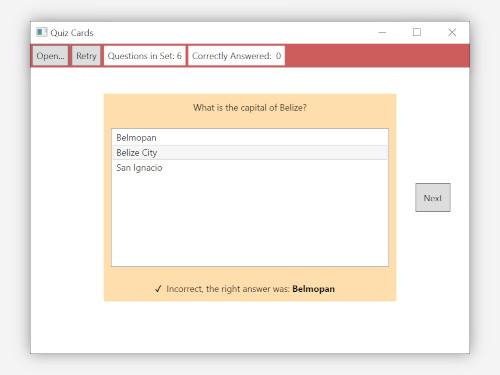 Quiz Cards
Open... Retry Questions in Set: 6 Correctly Answered: 0
What is the capital of Belize?
Belmopan
Belize City
San Ignacio
Next
✓ Incorrect, the right answer was: Belmopan